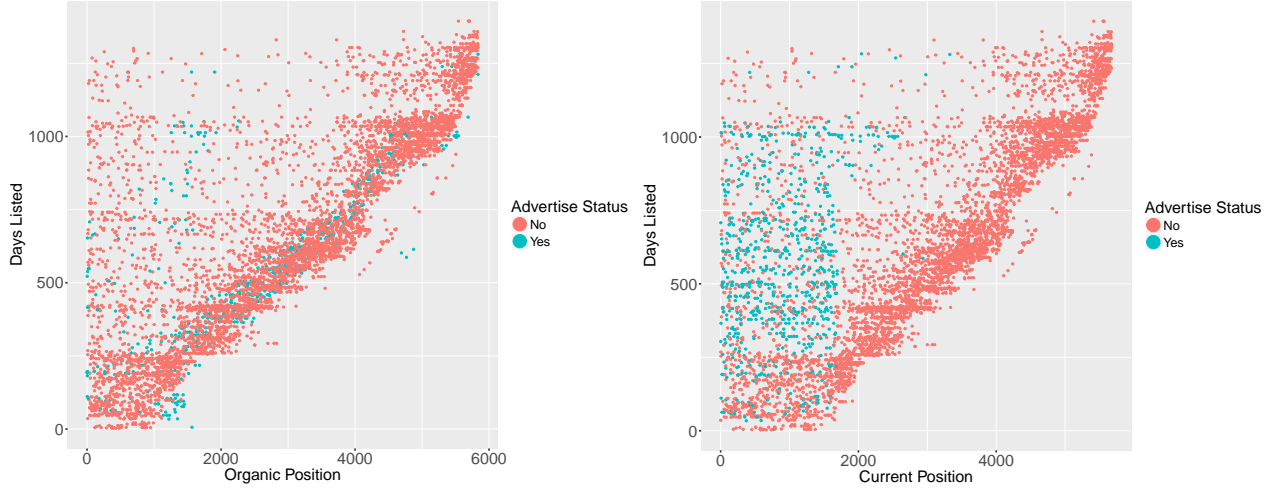 1000
500
0
Days Listed
0
2000
4000
6000
Organic Position
Advertise Status
No
Yes
1000
500
0
Days Listed
0
2000
4000
Current Position
Advertise Status
No
Yes